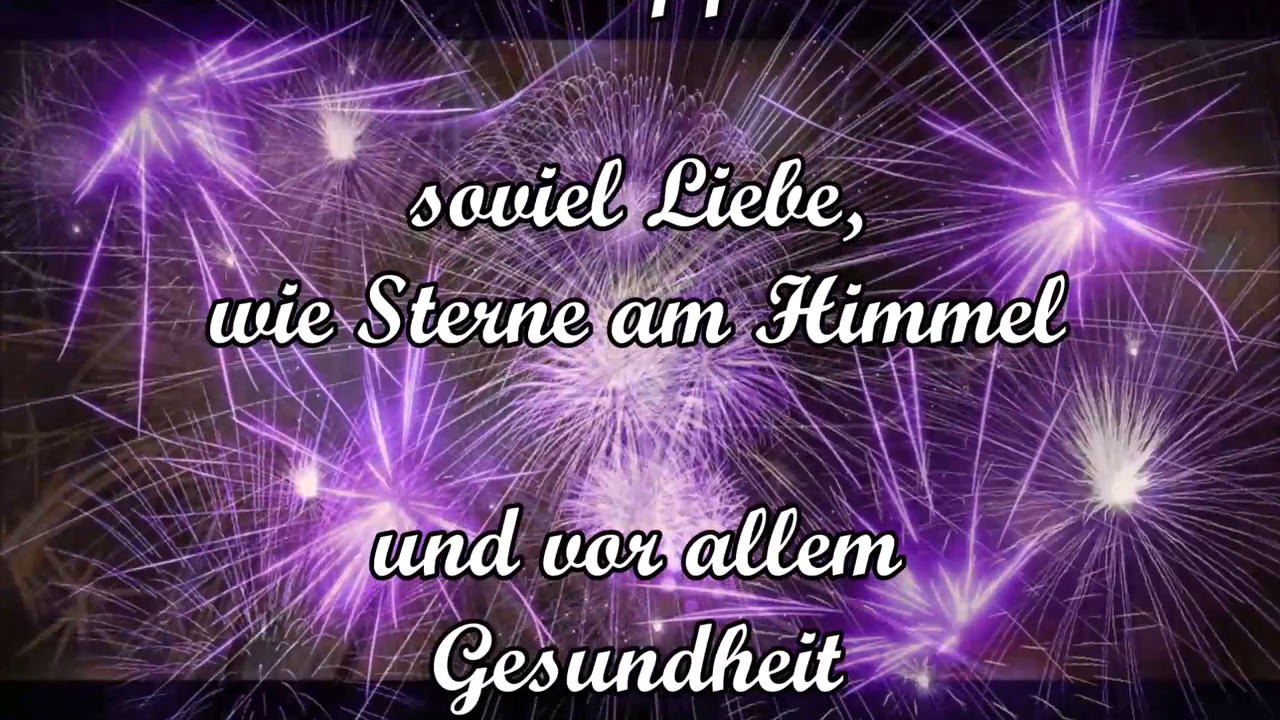 soviel Liebe,
wie Sterne am Himmel
und vor allem
Gesundheit